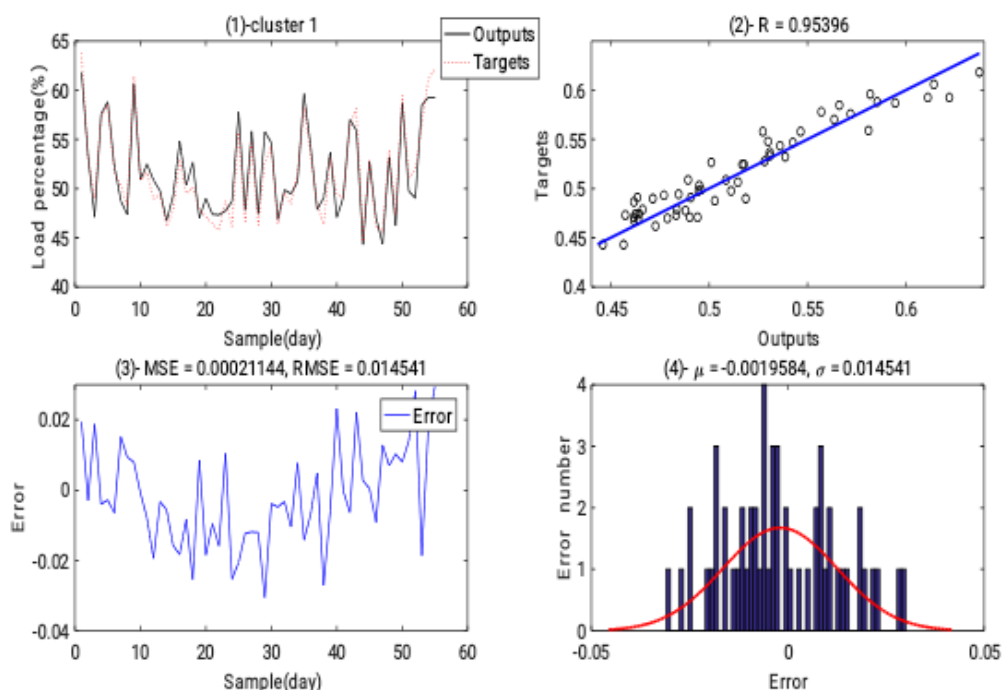 (1)-cluster 1
Outputs
Targets
65
60
55
50
45
40
Load percentage(%)
0 10 20 30 40 50 60
Sample(day)
(2)- R = 0.95396
0.6
0.55
0.5
0.45
0.4
Targets
0.45 0.5 0.55 0.6
Outputs
(3)- MSE = 0.00021144, RMSE = 0.014541
Error
0.02
0
-0.02
-0.04
Error
0 10 20 30 40 50 60
Sample(day)
(4)- μ = -0.0019584, σ = 0.014541
4
3
2
1
0
Error number
-0.05 0 0.05
Error